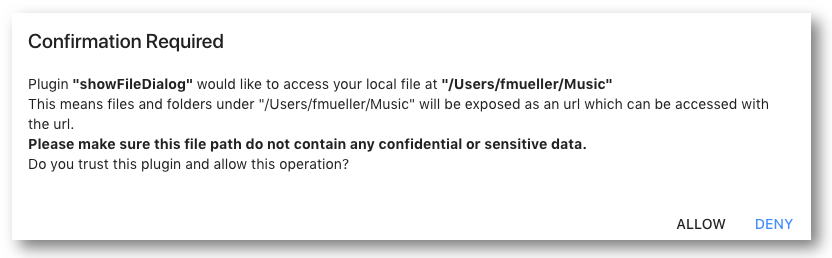 Confirmation Required
Plugin "showFileDialog" would like to access your local file at "/Users/fmueller/Music"
This means files and folders under "/Users/fmueller/Music" will be exposed as an url which can be accessed with
the url.
Please make sure this file path do not contain any confidential or sensitive data.
Do you trust this plugin and allow this operation?
ALLOW DENY